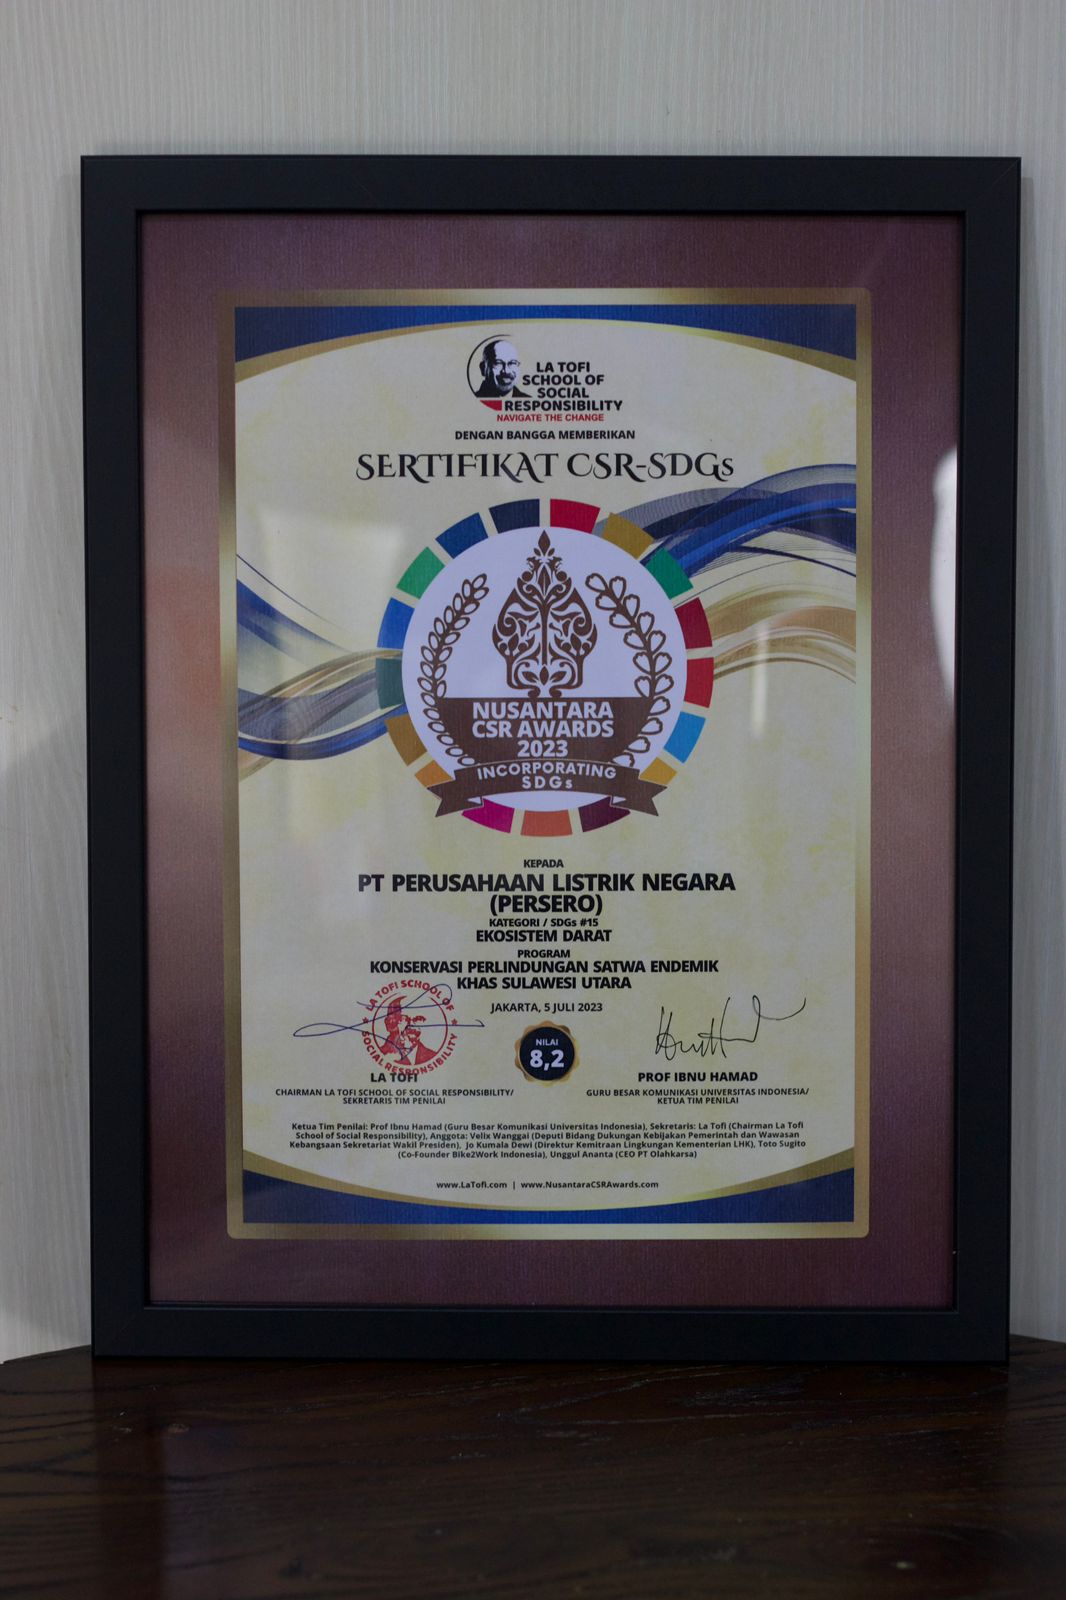 LA TOFI
SCHOOL OF
SOCIAL
RESPONSIBILITY
NAVIGATE THE CHANGE
DENGAN BANGGA MEMBERIKAN
SERTIFIKAT CSR-SDGs
NUSANTARA
CSR AWARDS
2023
INCORPORATING
SDGs
KEPADA
PT PERUSAHAAN LISTRIK NEGARA
(PERSERO)
KATEGORI / SDGs #15
EKOSISTEM DARAT
PROGRAM
KONSERVASI PERLINDUNGAN SATWA ENDEMIK
KHAS SULAWESI UTARA
JAKARTA, 5 JULI 2023
LA TOFI SCHOOL OF
SOCIAL RESPONSIBILITY
NILAI
8,2
LA TOFI
CHAIRMAN LA TOFI SCHOOL OF SOCIAL RESPONSIBILITY/
SEKRETARIS TIM PENILAI
PROF IBNU HAMAD
GURU BESAR KOMUNIKASI UNIVERSITAS INDONESIA/
KETUA TIM PENILAI
Ketua Tim Penilai: Prof Ibnu Hamad (Guru Besar Komunikasi Universitas Indonesia), Sekretaris: La Tofi (Chairman La Tofi
School of Social Responsibility), Anggota: Velix Wanggai (Deputi Bidang Dukungan Kebijakan Pemerintah dan Wawasan
Kebangsaan Sekretariat Wakil Presiden), Jo Kumala Dewi (Direktur Kemitraan Lingkungan Kementerian LHK), Toto Sugito
(Co-Founder Bike2Work Indonesia), Unggul Ananta (CEO PT Olahkarsa)
www.LaTofi.com | www.NusantaraCSRAwards.com